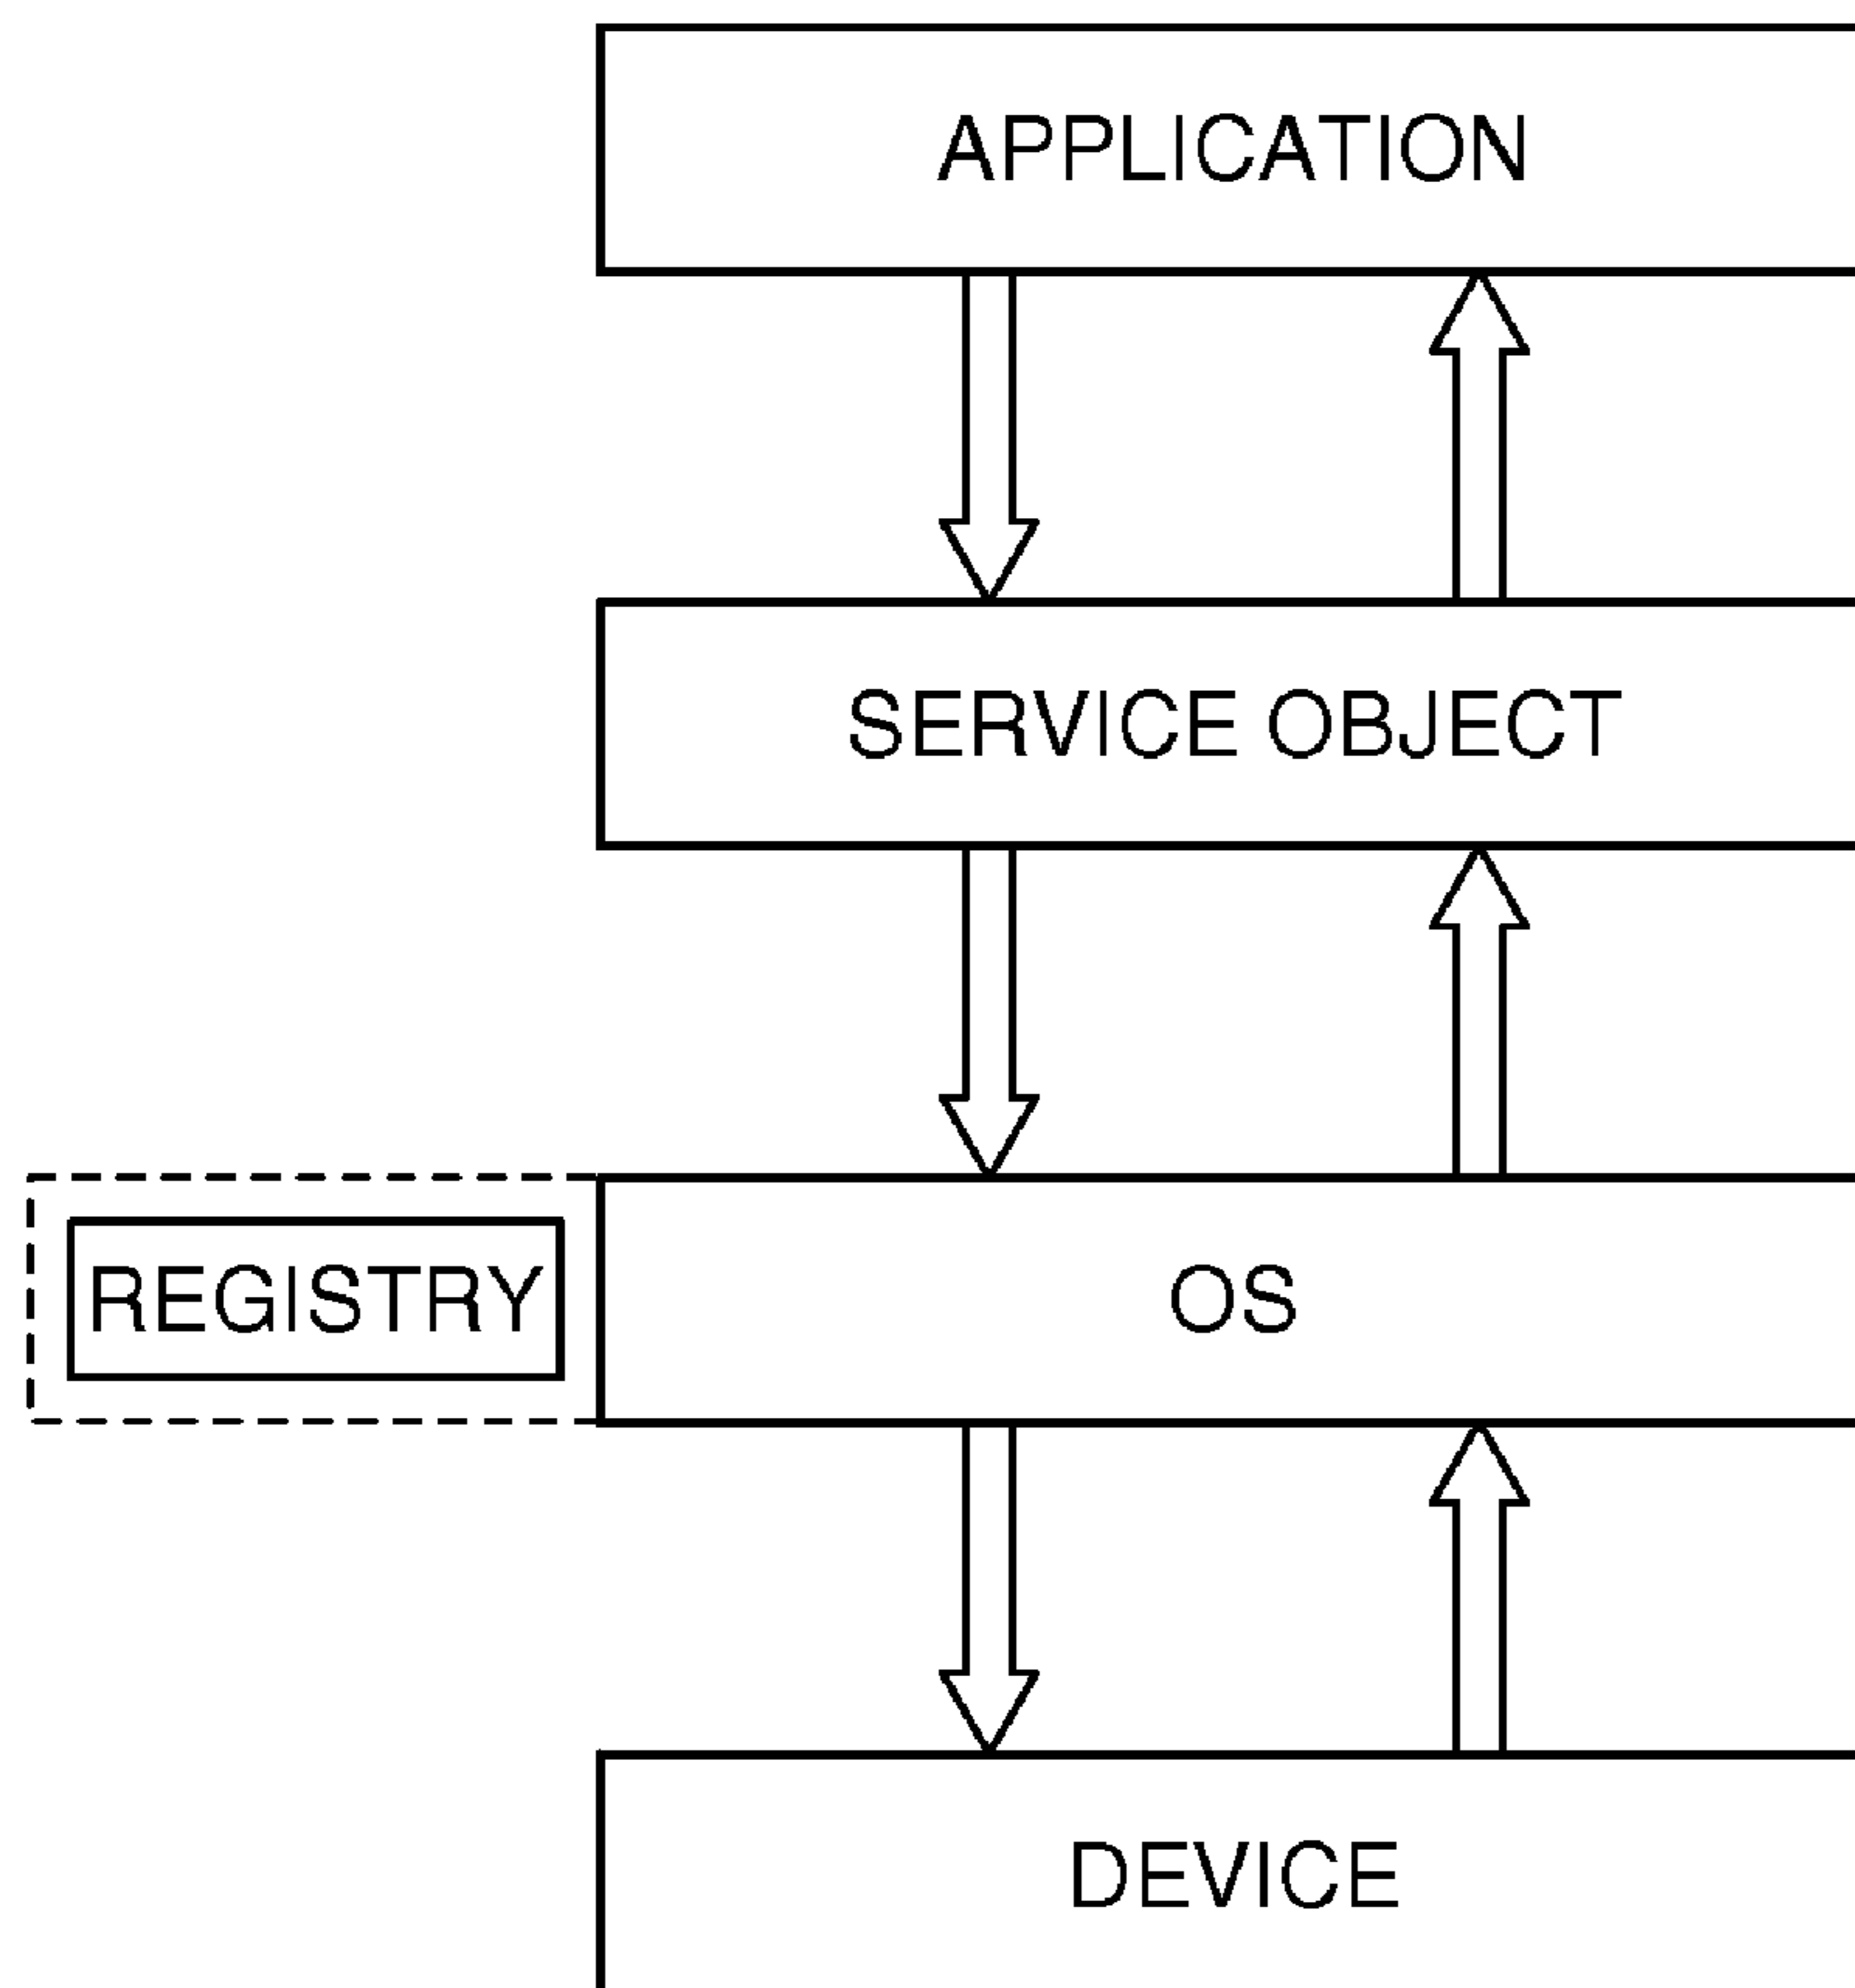 APPLICATION
SERVICE OBJECT
REGISTRY
OS
DEVICE